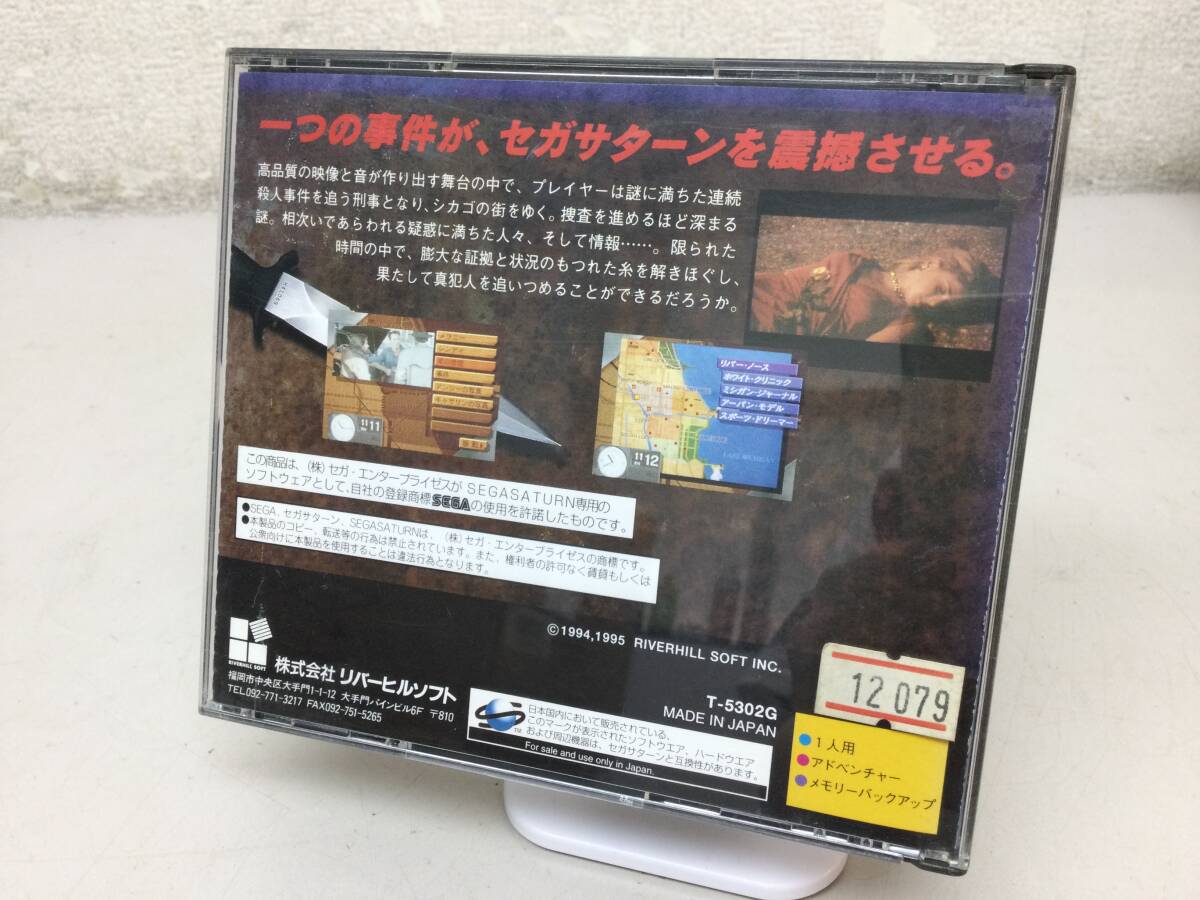 一つの事件が、セガサターンを震撼させる。
高品質の映像と音が作り出す舞台の中で、プレイヤーは謎に満ちた連続
殺人事件を追う刑事となり、シカゴの街をゆく。捜査を進めるほど深まる
謎。相次いであらわれる疑惑に満ちた人々、そして情報……。限られた
時間の中で、膨大な証拠と状況のもつれた糸を解きほぐし、
果たして真犯人を追いつめることができるだろうか。
メラニー
11 11
リバー・ノース
ホワイト・クリニック
ミシガン・ジャーナル
アーバン・モデル
スポーツ・ドリーマー
LAKE MICHIGAN
11 12
この商品は、(株)セガ・エンタープライゼスがSEGASATURN専用の
ソフトウェアとして、自社の登録商標SEGAの使用を許諾したものです。
●SEGA、セガサターン、SEGASATURNは、(株)セガ・エンタープライゼスの商標です。
●本製品のコピー、転送等の行為は禁止されています。また、権利者の許可なく賃貸もしくは
公衆向けに本製品を使用することは違法行為となります。
©1994,1995 RIVERHILL SOFT INC.
RIVERHILL SOFT
株式会社 リバーヒルソフト
福岡市中央区大手門1-1-12 大手門パインビル6F 〒810
TEL092-771-3217 FAX092-751-5265
T-5302G
MADE IN JAPAN
TM
日本国内において販売されている、
このマークが表示されたソフトウエア、ハードウエア
および周辺機器は、セガサターンと互換性があります。
For sale and use only in Japan.
12 079
1人用
アドベンチャー
メモリーバックアップ